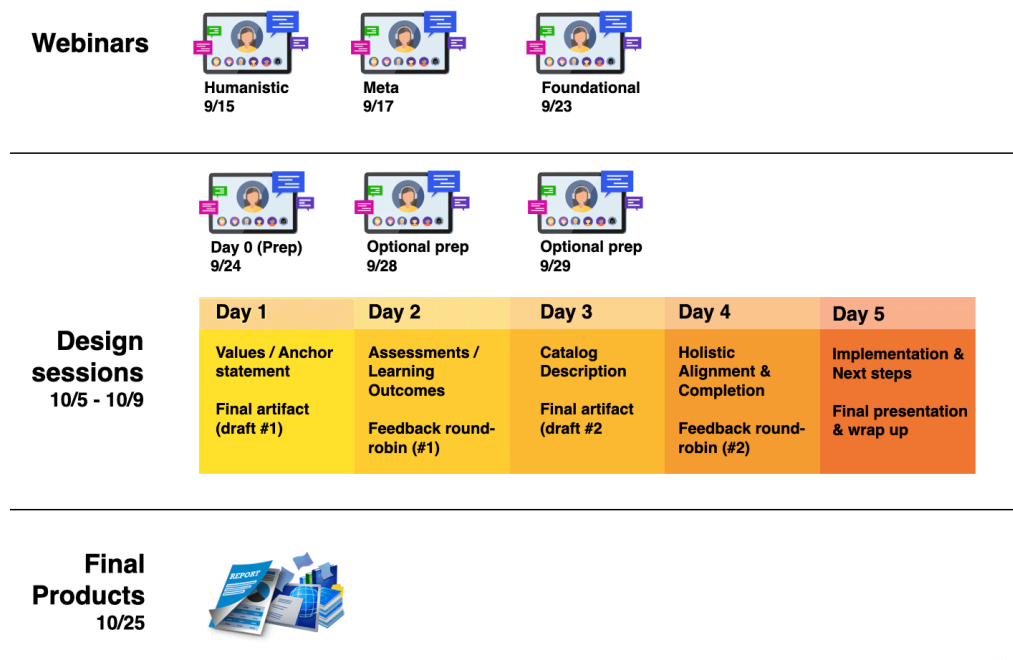 Webinars
Humanistic
9/15
Meta
9/17
Foundational
9/23
Day 0 (Prep)
9/24
Optional prep
9/28
Optional prep
9/29
Design
sessions
10/5 - 10/9
Day 1
Values / Anchor
statement
Final artifact
(draft #1)
Day 2
Assessments /
Learning
Outcomes
Feedback round-
robin (#1)
Day 3
Catalog
Description
Final artifact
(draft #2
Day 4
Holistic
Alignment &
Completion
Feedback round-
robin (#2)
Day 5
Implementation &
Next steps
Final presentation
& wrap up
Final
Products
10/25
REPORT